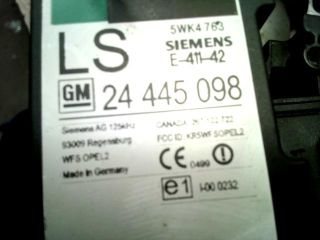 LS
5WK4 763
SIEMENS
E-411-42
GM 24 445 098
Siemens AG 125kHz
93009 Regensburg
WFS OPEL2
Made in Germany
CANADA
FCC ID: KR5WFSOPEL2
CE 0499 !
e1 I-00 0232